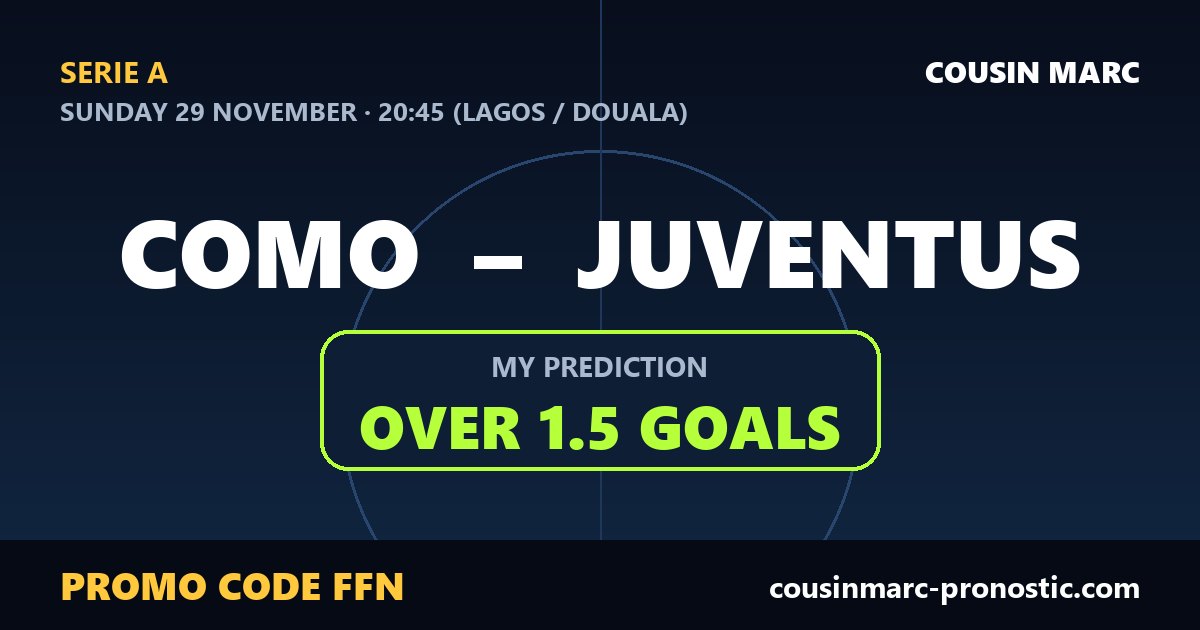 SERIE A
COUSIN MARC
SUNDAY 29 NOVEMBER · 20:45 (LAGOS / DOUALA)
COMO – JUVENTUS
MY PREDICTION
OVER 1.5 GOALS
PROMO CODE FFN
cousinmarc-pronostic.com